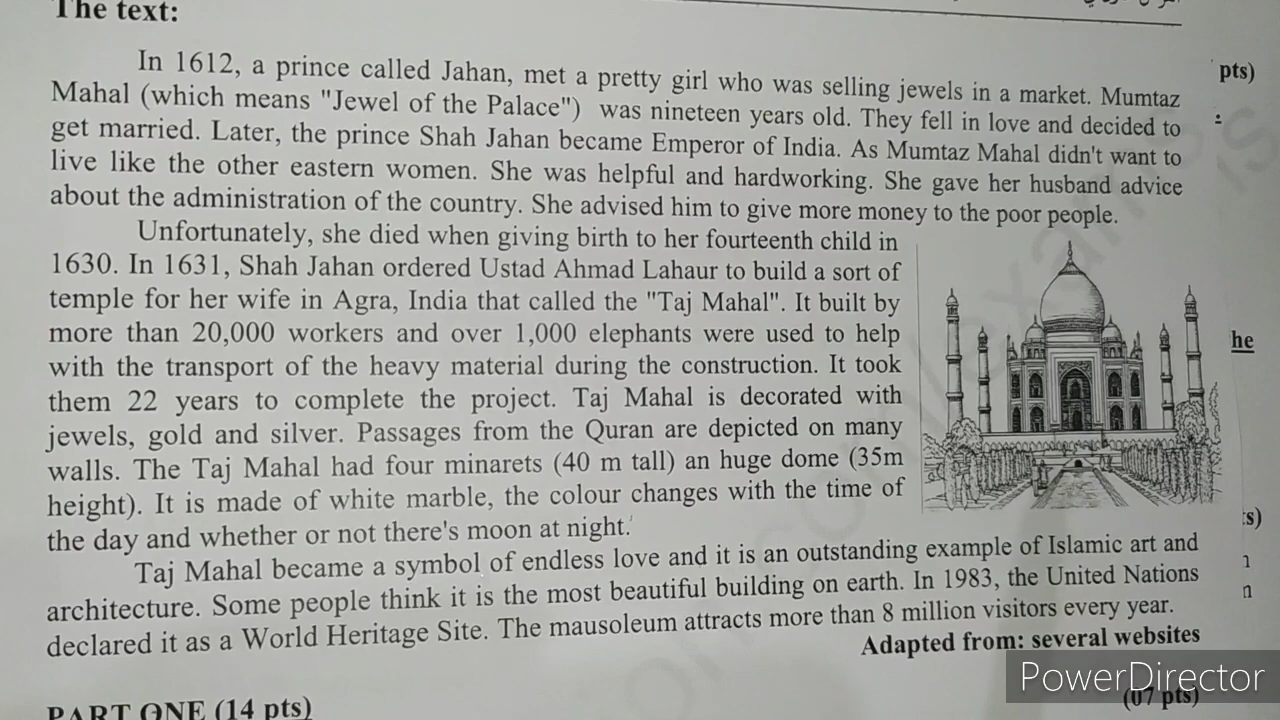 The text:
pts)
In 1612, a prince called Jahan, met a pretty girl who was selling jewels in a market. Mumtaz
Mahal (which means "Jewel of the Palace") was nineteen years old. They fell in love and decided to
get married. Later, the prince Shah Jahan became Emperor of India. As Mumtaz Mahal didn't want to
live like the other eastern women. She was helpful and hardworking. She gave her husband advice
about the administration of the country. She advised him to give more money to the poor people.
Unfortunately, she died when giving birth to her fourteenth child in
1630. In 1631, Shah Jahan ordered Ustad Ahmad Lahaur to build a sort of
temple for her wife in Agra, India that called the "Taj Mahal". It built by
more than 20,000 workers and over 1,000 elephants were used to help
he
with the transport of the heavy material during the construction. It took
them 22 years to complete the project. Taj Mahal is decorated with
jewels, gold and silver. Passages from the Quran are depicted on many
walls. The Taj Mahal had four minarets (40 m tall) an huge dome (35m
height). It is made of white marble, the colour changes with the time of
the day and whether or not there's moon at night.
Taj Mahal became a symbol of endless love and it is an outstanding example of Islamic art and
architecture. Some people think it is the most beautiful building on earth. In 1983, the United Nations
declared it as a World Heritage Site. The mausoleum attracts more than 8 million visitors every year.
Adapted from: several websites
PowerDirector
PART ONE (14 pts)
(07 pts)